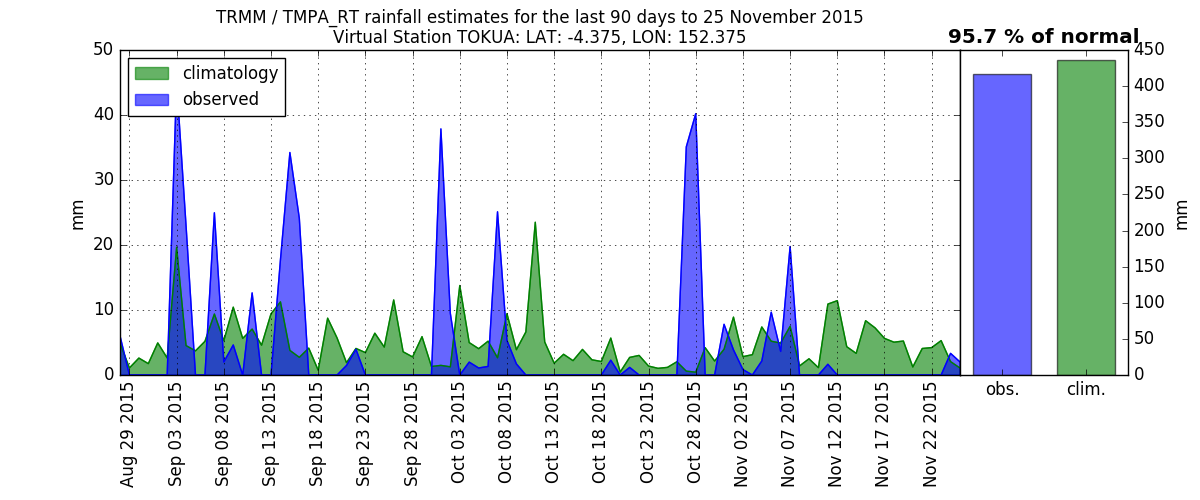 TRMM / TMPA_RT rainfall estimates for the last 90 days to 25 November 2015
Virtual Station TOKUA: LAT: -4.375, LON: 152.375
95.7 % of normal
climatology
observed
50
40
30
20
10
0
mm
Aug 29 2015
Sep 03 2015
Sep 08 2015
Sep 13 2015
Sep 18 2015
Sep 23 2015
Sep 28 2015
Oct 03 2015
Oct 08 2015
Oct 13 2015
Oct 18 2015
Oct 23 2015
Oct 28 2015
Nov 02 2015
Nov 07 2015
Nov 12 2015
Nov 17 2015
Nov 22 2015
obs.
clim.
450
400
350
300
250
200
150
100
50
0
mm